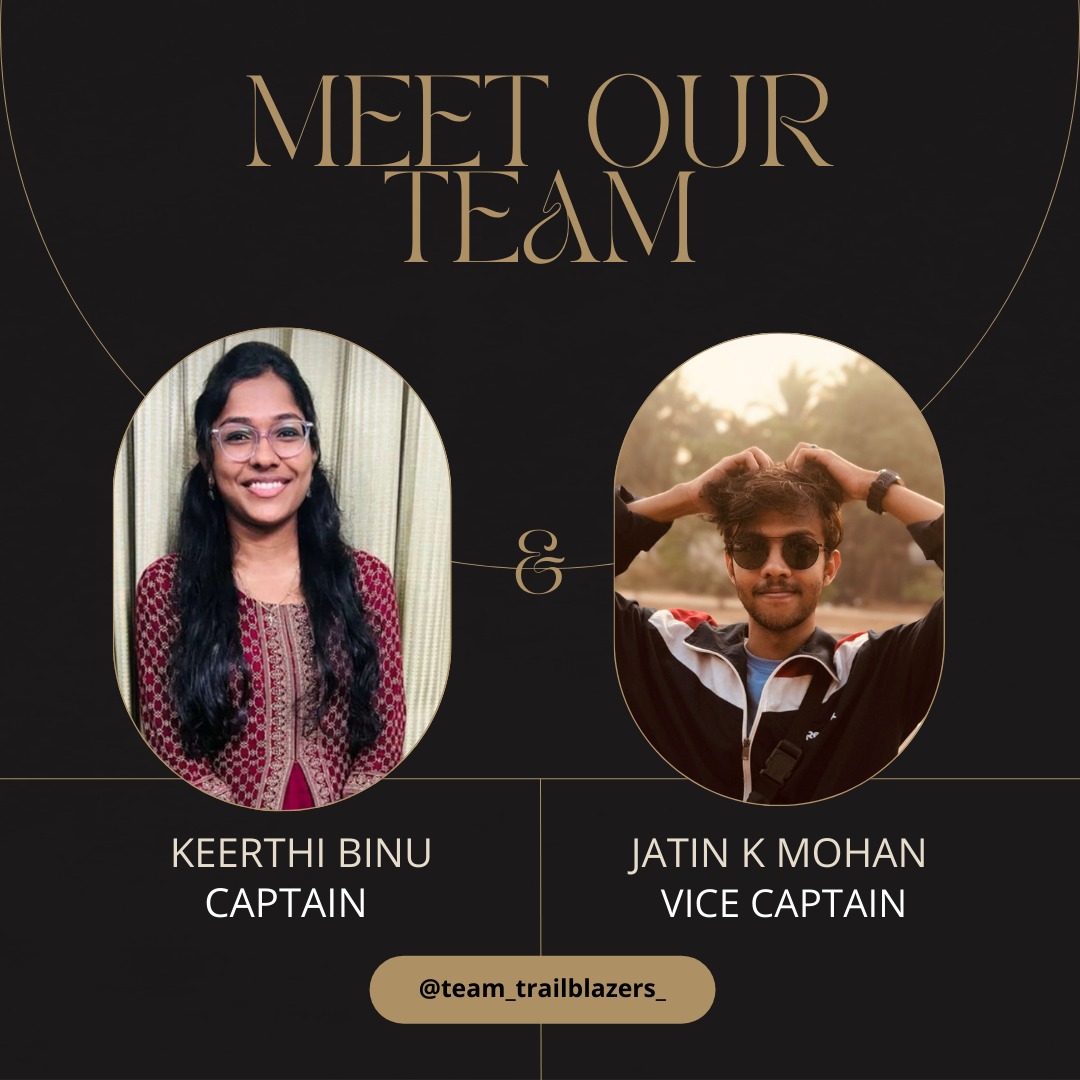 MEET OUR
TEAM
&
KEERTHI BINU
CAPTAIN
JATIN K MOHAN
VICE CAPTAIN
@team_trailblazers_